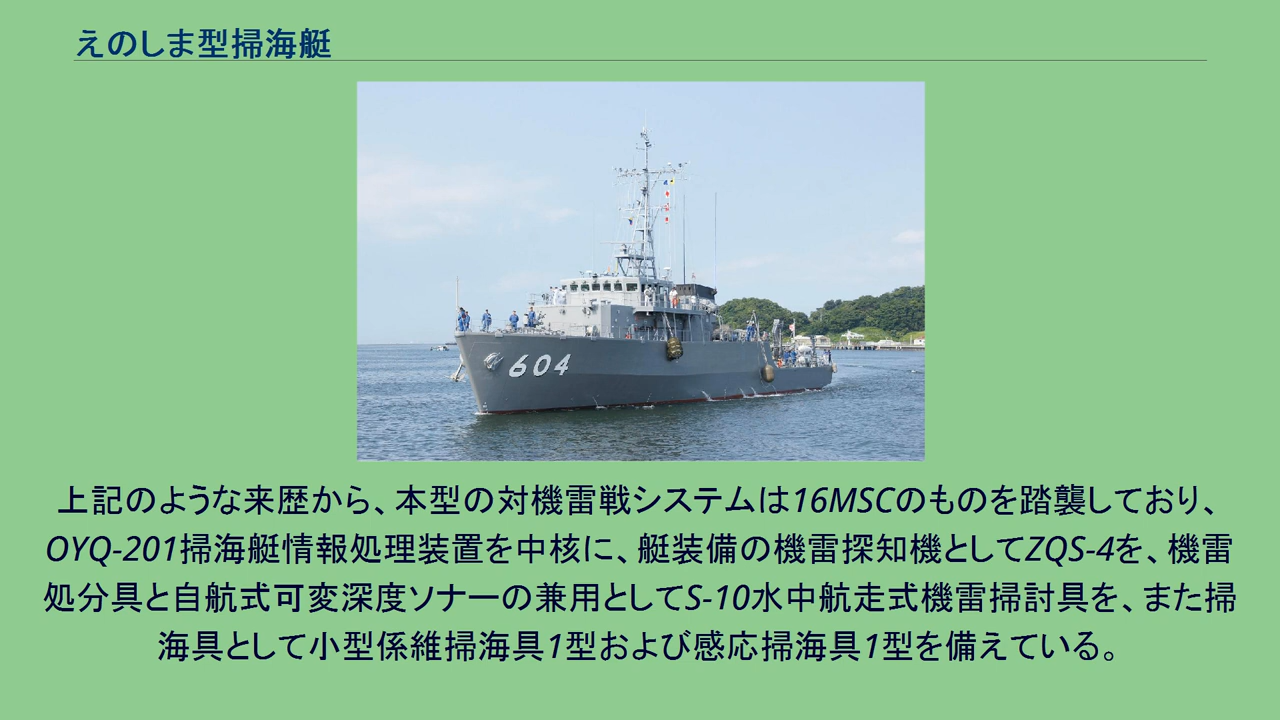 えのしま型掃海艇
604
上記のような来歴から、本型の対機雷戦システムは16MSCのものを踏襲しており、
OYQ-201掃海艇情報処理装置を中核に、艇装備の機雷探知機としてZQS-4を、機雷
処分具と自航式可変深度ソナーの兼用としてS-10水中航走式機雷掃討具を、また掃
海具として小型係維掃海具1型および感応掃海具1型を備えている。